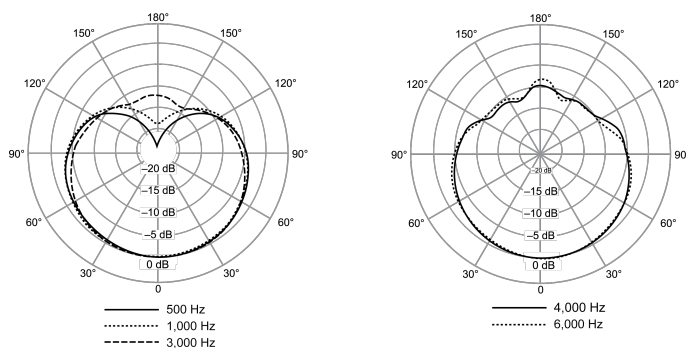 180°
150° 150°
120° 120°
90° 90°
60° 60°
30° 30°
0
–20 dB
–15 dB
–10 dB
–5 dB
0 dB
500 Hz
1,000 Hz
3,000 Hz
180°
150° 150°
120° 120°
90° 90
60° 60°
30° 30°
0
–20 dB
–15 dB
–10 dB
–5 dB
0 dB
4,000 Hz
6,000 Hz